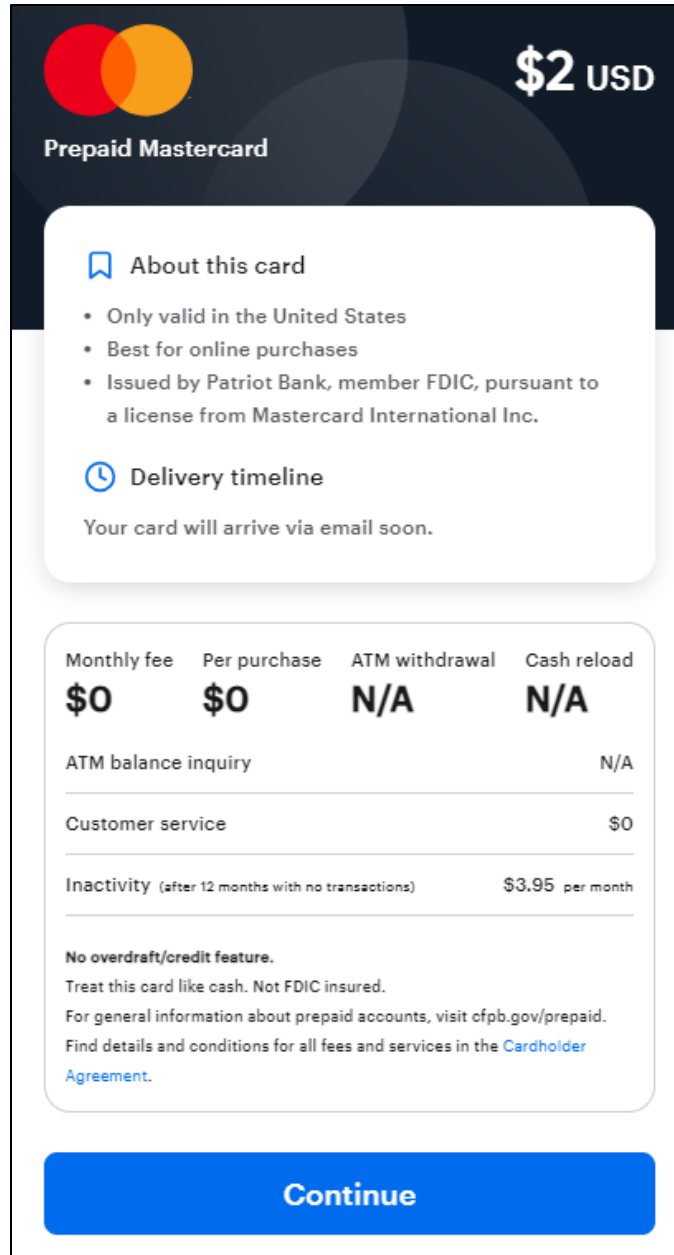 $2 USD
Prepaid Mastercard
About this card
• Only valid in the United States
• Best for online purchases
• Issued by Patriot Bank, member FDIC, pursuant to
a license from Mastercard International Inc.
Delivery timeline
Your card will arrive via email soon.
Monthly fee Per purchase ATM withdrawal Cash reload
$0 $0 N/A N/A
ATM balance inquiry N/A
Customer service $0
Inactivity (after 12 months with no transactions) $3.95 per month
No overdraft/credit feature.
Treat this card like cash. Not FDIC insured.
For general information about prepaid accounts, visit cfpb.gov/prepaid.
Find details and conditions for all fees and services in the Cardholder
Agreement.
Continue